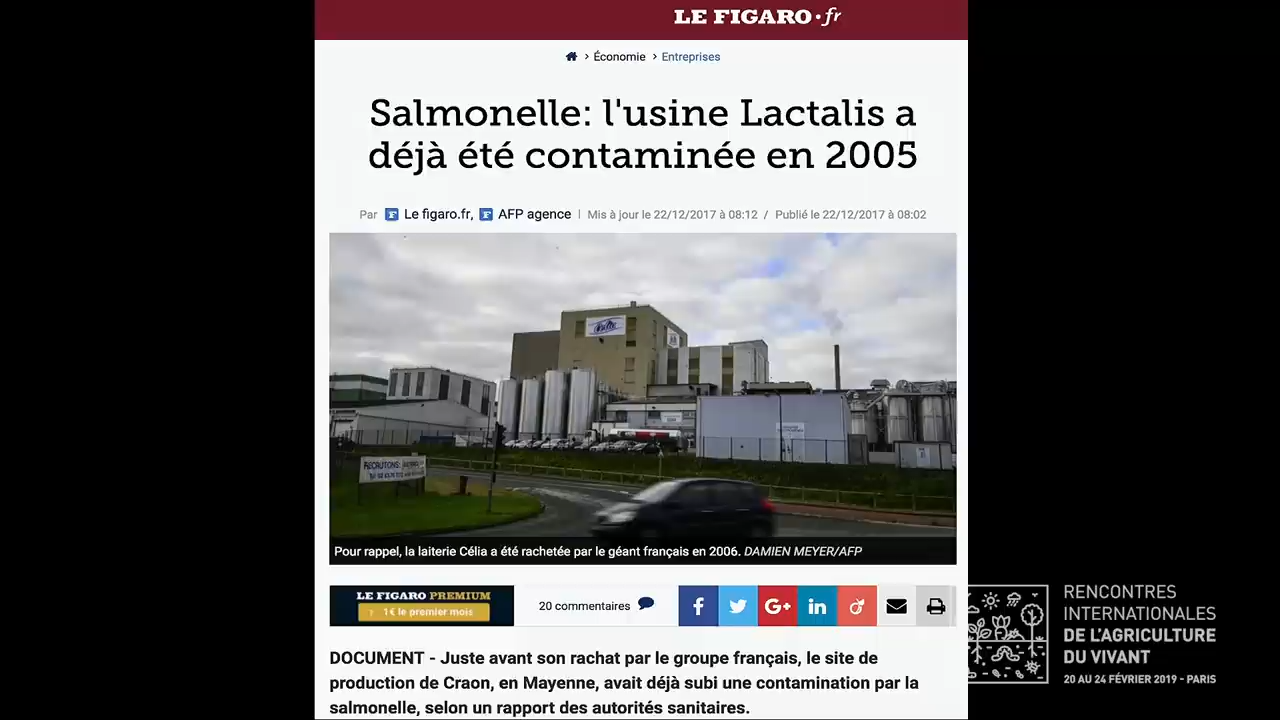 LE FIGARO·fr
Économie > Entreprises
Salmonelle: l'usine Lactalis a
déjà été contaminée en 2005
Par Le figaro.fr, AFP agence | Mis à jour le 22/12/2017 à 08:12 / Publié le 22/12/2017 à 08:02
Célia
RECRUTONS:
Pour rappel, la laiterie Célia a été rachetée par le géant français en 2006. DAMIEN MEYER/AFP
LE FIGARO PREMIUM
1€ le premier mois
20 commentaires
DOCUMENT - Juste avant son rachat par le groupe français, le site de
production de Craon, en Mayenne, avait déjà subi une contamination par la
salmonelle, selon un rapport des autorités sanitaires.
RENCONTRES
INTERNATIONALES
DE L'AGRICULTURE
DU VIVANT
20 AU 24 FÉVRIER 2019 - PARIS